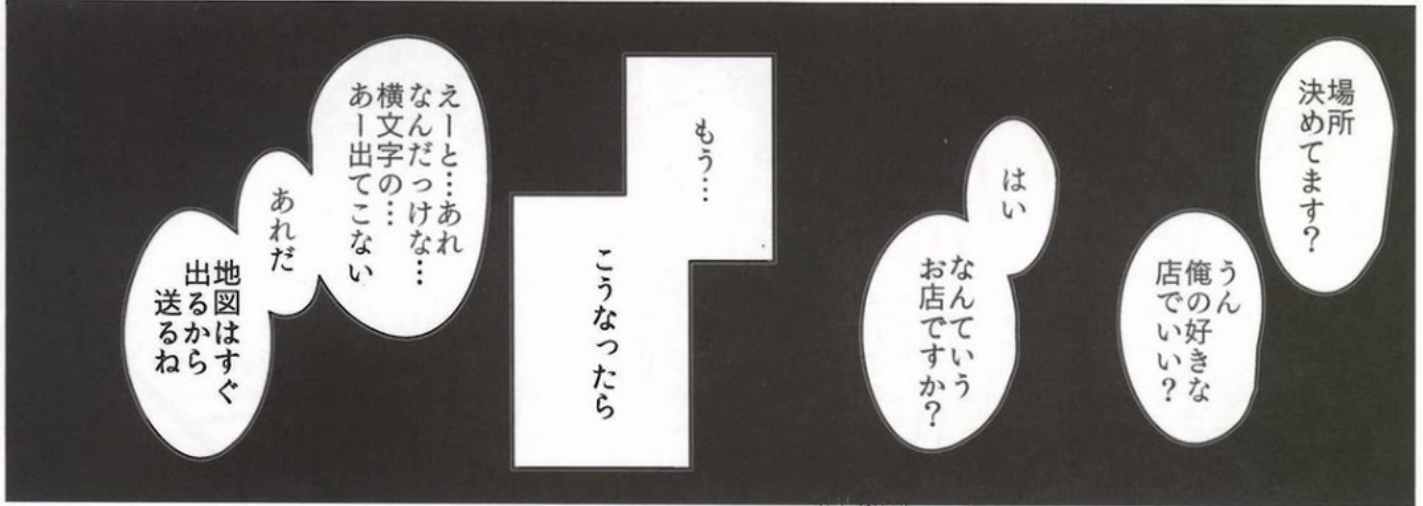 場所
決めてます？
うん
俺の好きな
店でいい？
はい
なんていう
お店ですか？
もう…
こうなったら
えーと…あれ
なんだっけな…
横文字の…
あー出てこない
あれだ
地図はすぐ
出るから
送るね